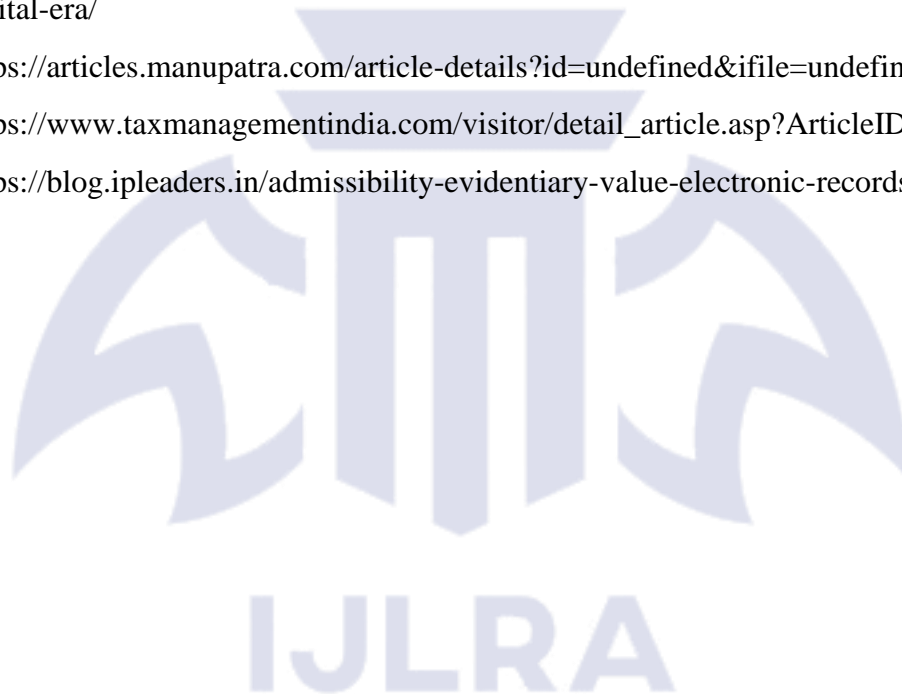 ital-era/
ps://articles.manupatra.com/article-details?id=undefined&ifile=undefin
ps://www.taxmanagementindia.com/visitor/detail_article.asp?ArticleID
ps://blog.ipleaders.in/admissibility-evidentiary-value-electronic-records
IJLRA